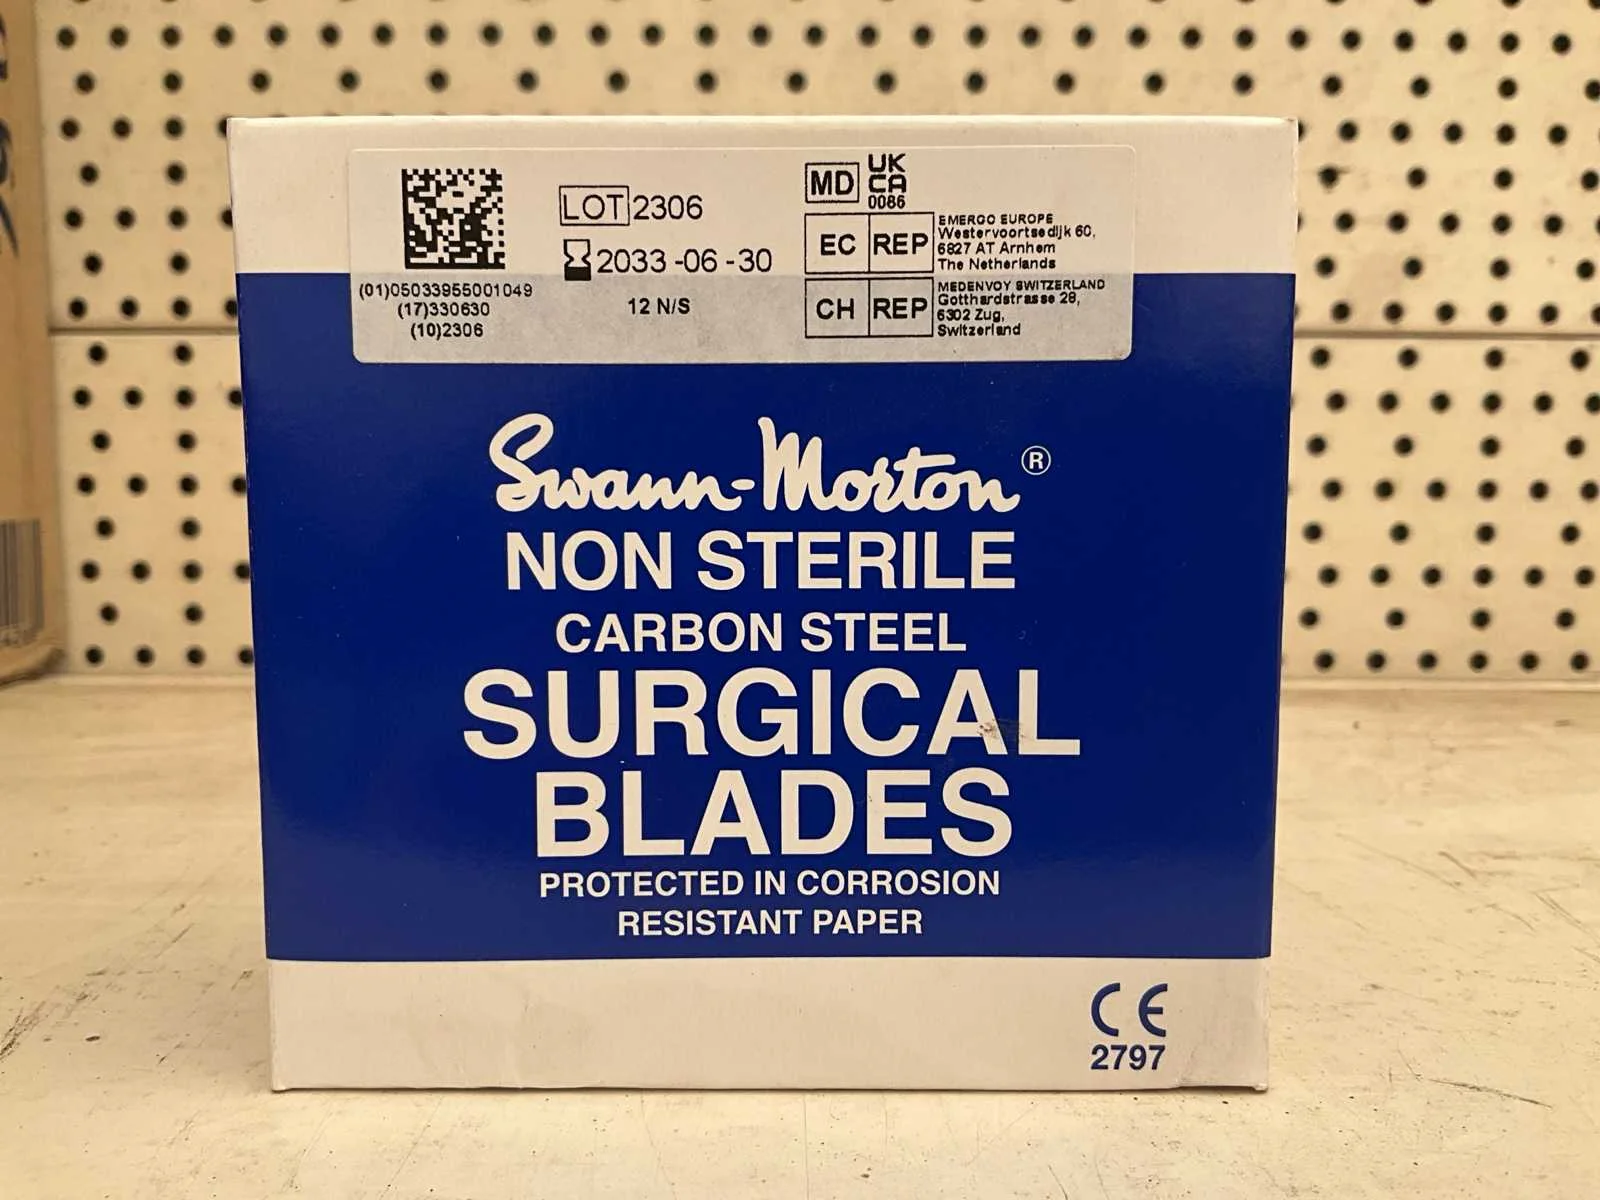 LOT 2306
2033-06-30
12 N/S
(01)05033955001049
(17)330630
(10)2306
MD
UK
CA
0086
EC REP
EMERGO EUROPE
Westervoortsedijk 60,
6827 AT Arnhem
The Netherlands
CH REP
MEDENVOY SWITZERLAND
Gotthardstrasse 28,
6302 Zug,
Switzerland
Swann-Morton®
NON STERILE
CARBON STEEL
SURGICAL
BLADES
PROTECTED IN CORROSION
RESISTANT PAPER
CE
2797